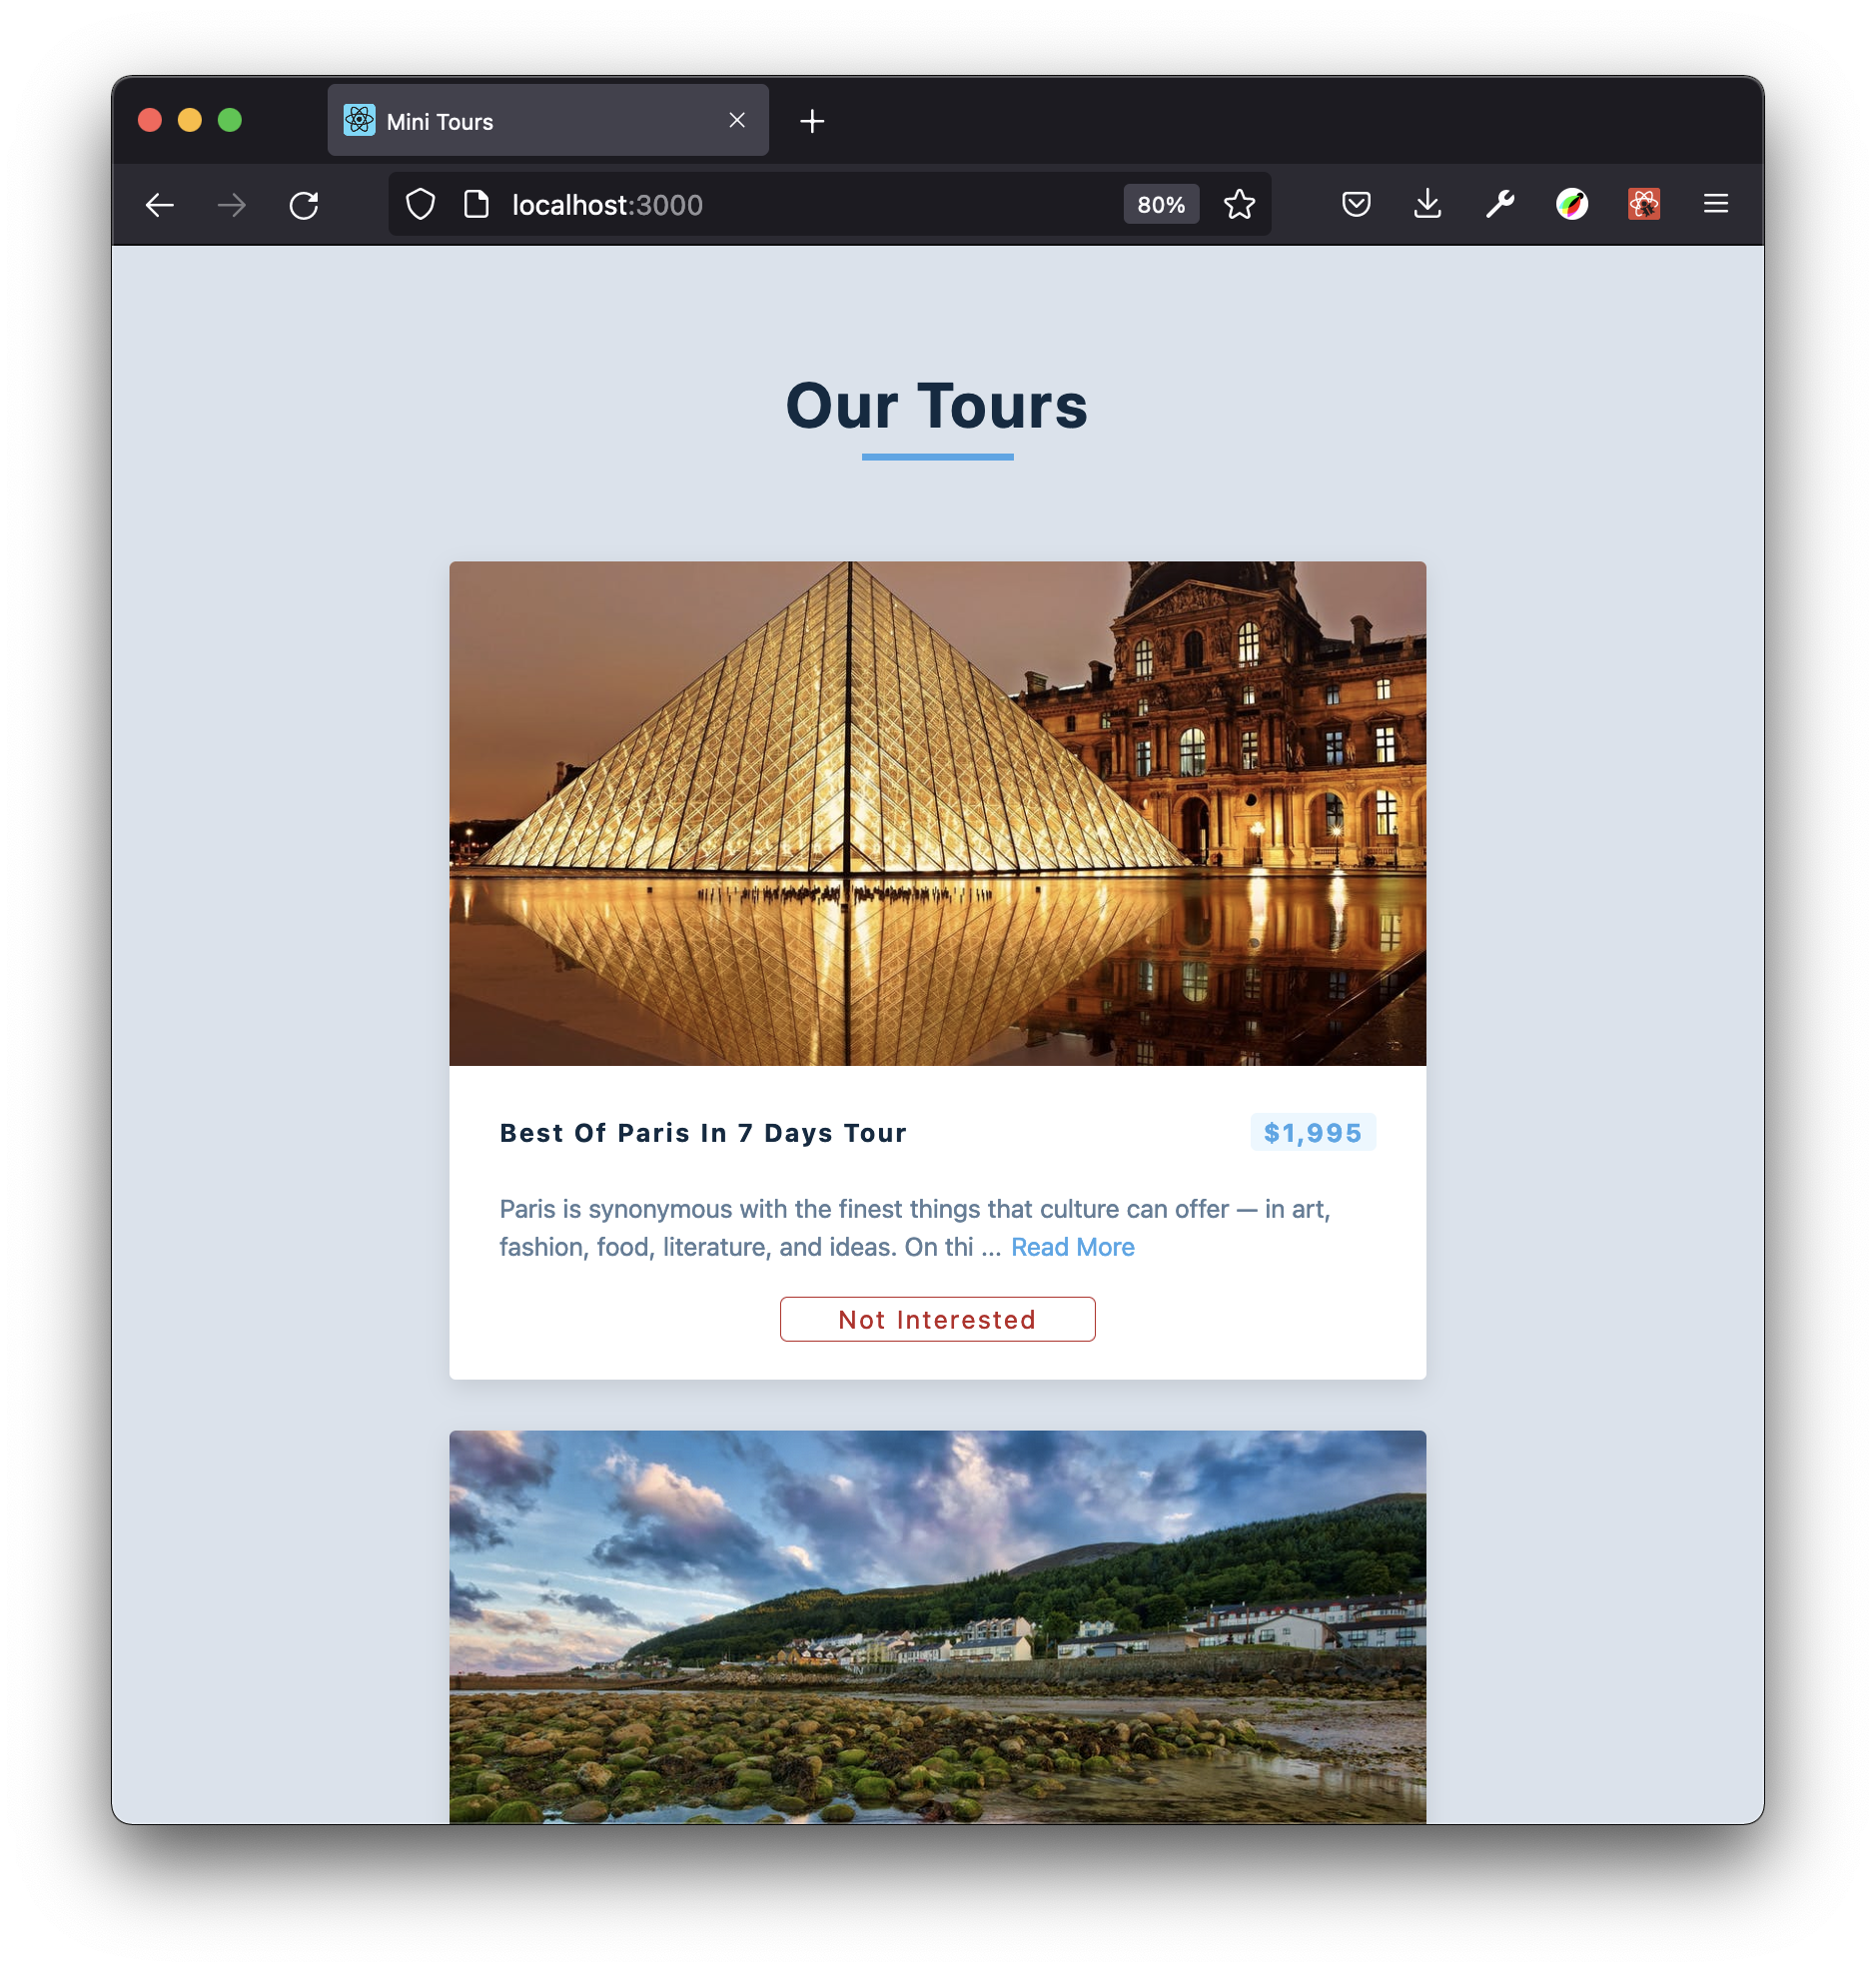 Mini Tours
localhost:3000
80%
Our Tours
Best Of Paris In 7 Days Tour
$1,995
Paris is synonymous with the finest things that culture can offer — in art,
fashion, food, literature, and ideas. On thi ... Read More
Not Interested